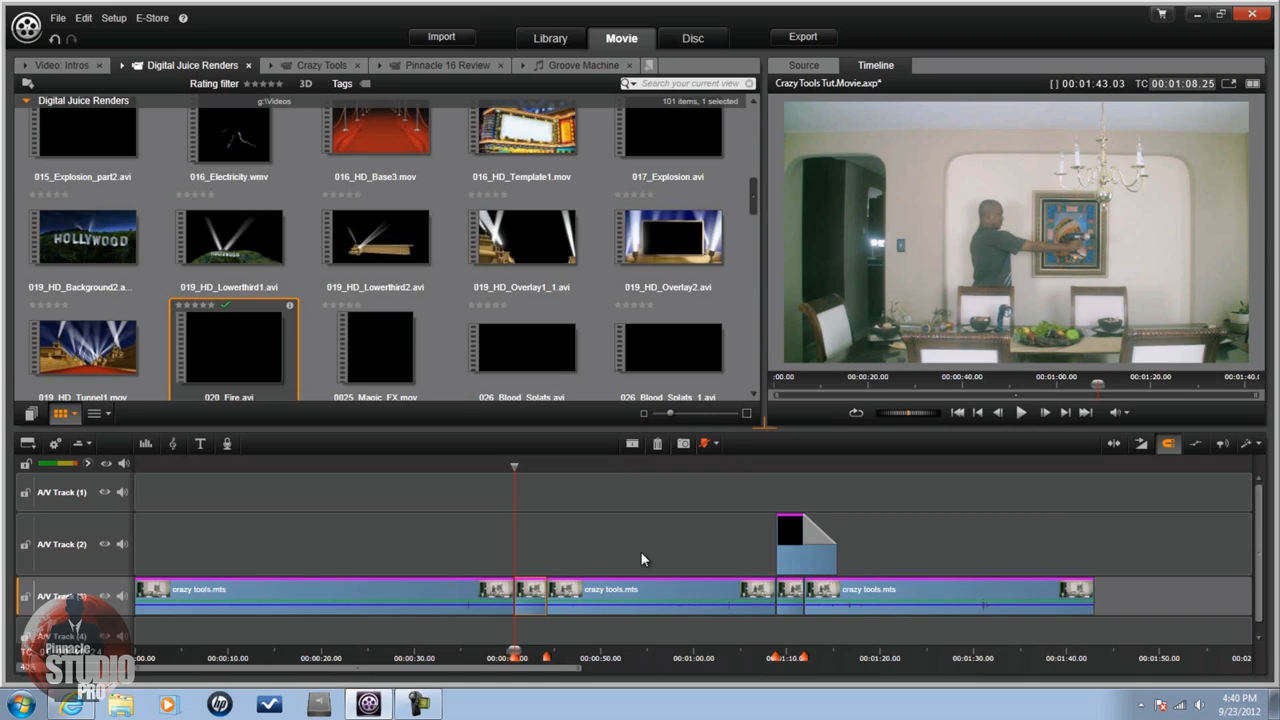 File Edit Setup E-Store
Import Library Movie Disc Export
Video: Intros Digital Juice Renders Crazy Tools Pinnacle 16 Review Groove Machine
Source Timeline
Rating filter 3D Tags Search your current view
CrazyTools Tut.Movie.axp* [ ] 00:01:43.03 TC 00:01:08.25
Digital Juice Renders g:\Videos 101 items, 1 selected
015_Explosion_part2.avi 016_Electricity.wmv 016_HD_Base3.mov 016_HD_Template1.mov 017_Explosion.avi
HOLLYWOOD
019_HD_Background2.a... 019_HD_Lowerthird1.avi 019_HD_Lowerthird2.avi 019_HD_Overlay1_1.avi 019_HD_Overlay2.avi
:00.00 00:00:20.00 00:00:40.00 00:01:00.00 00:01:20.00 00:01:40.0
019_HD_Tunnel1.mov 020_Fire.avi 0025_Magic_FX.mov 026_Blood_Splats.avi 026_Blood_Splats_1.avi
A/V Track (1)
A/V Track (2)
crazy tools.mts crazy tools.mts crazy tools.mts
A/V Track (4)
Pinnacle
STUDIO
PRO
:00.00 00:00:10.00 00:00:20.00 00:00:30.00 00:00:50.00 00:01:00.00 00:01:20.00 00:01:30.00 00:01:40.00 00:01:50.00 00:02
hp
4:40 PM
9/23/2012